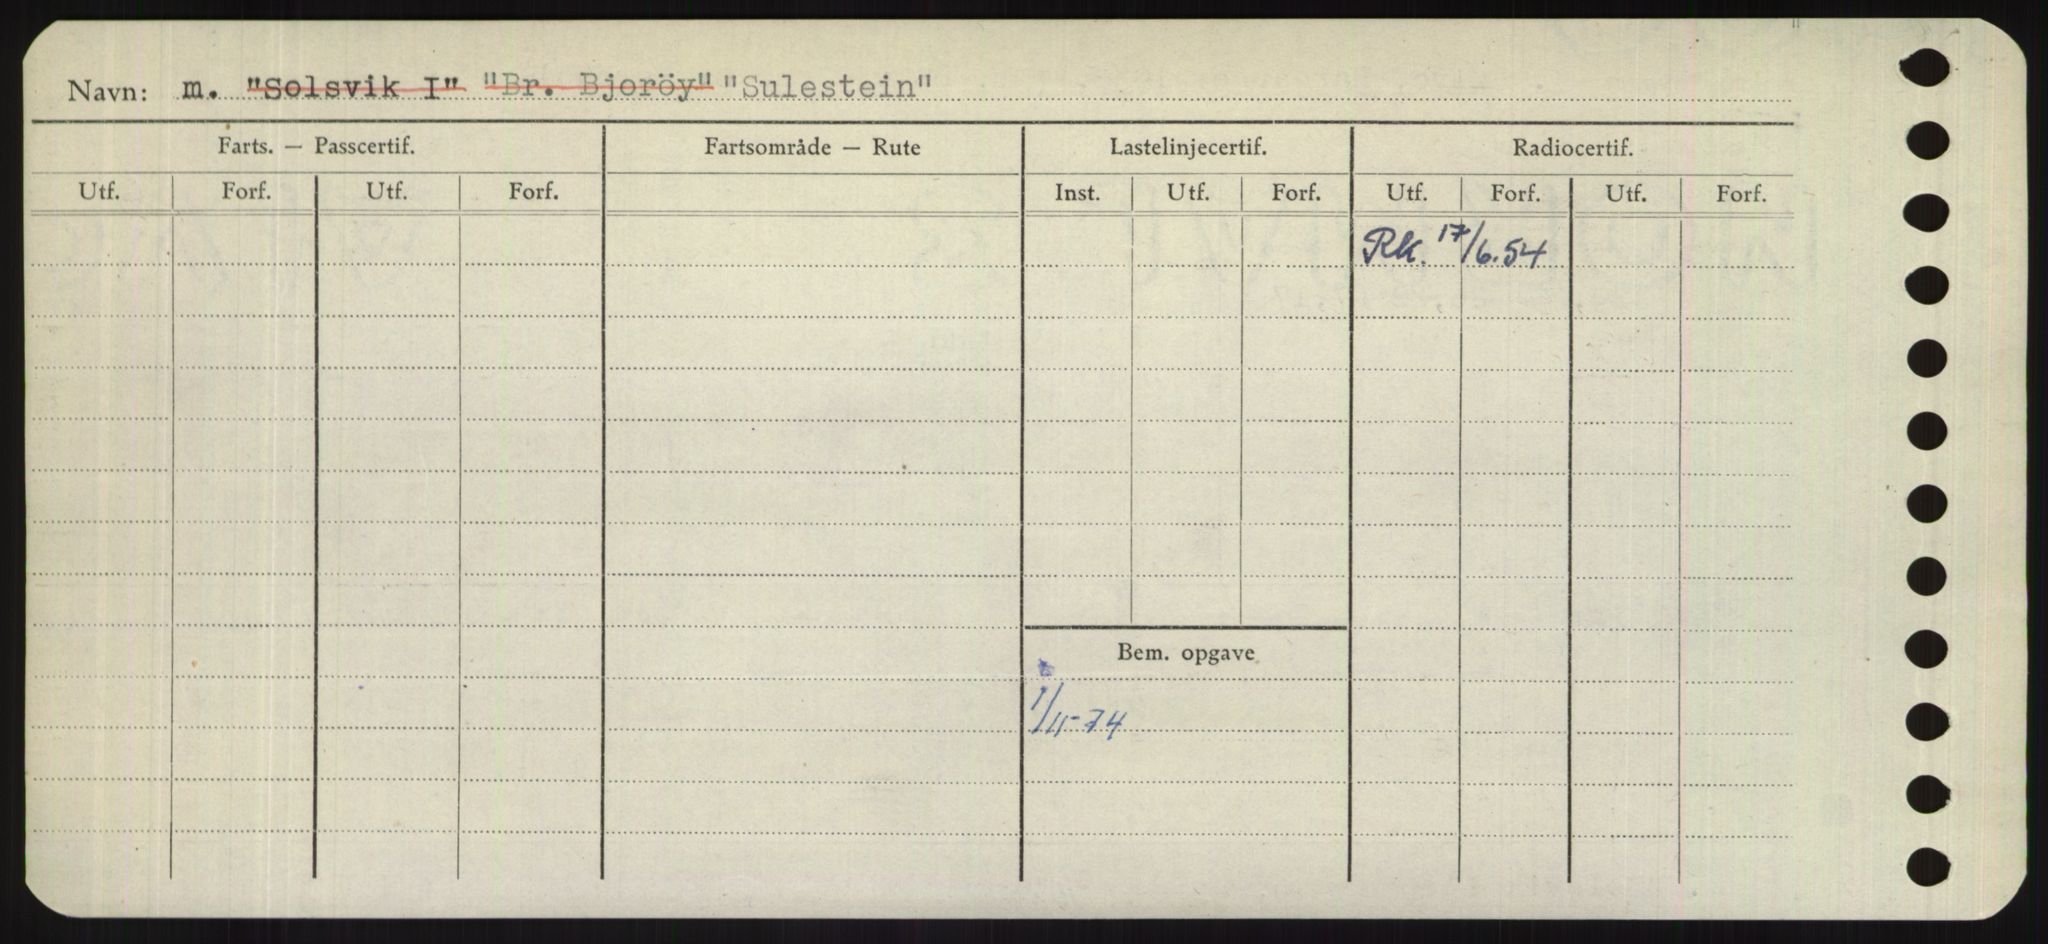 Navn: m. "Solsvik I" "Br. Bjoröy" "Sulestein"
Farts. — Passcertif. Fartsområde — Rute Lastelinjecertif. Radiocertif.
Utf. Forf. Utf. Forf. Inst. Utf. Forf. Utf. Forf. Utf. Forf.
Rk. 17/6.54
Bem. opgave
1/11-74